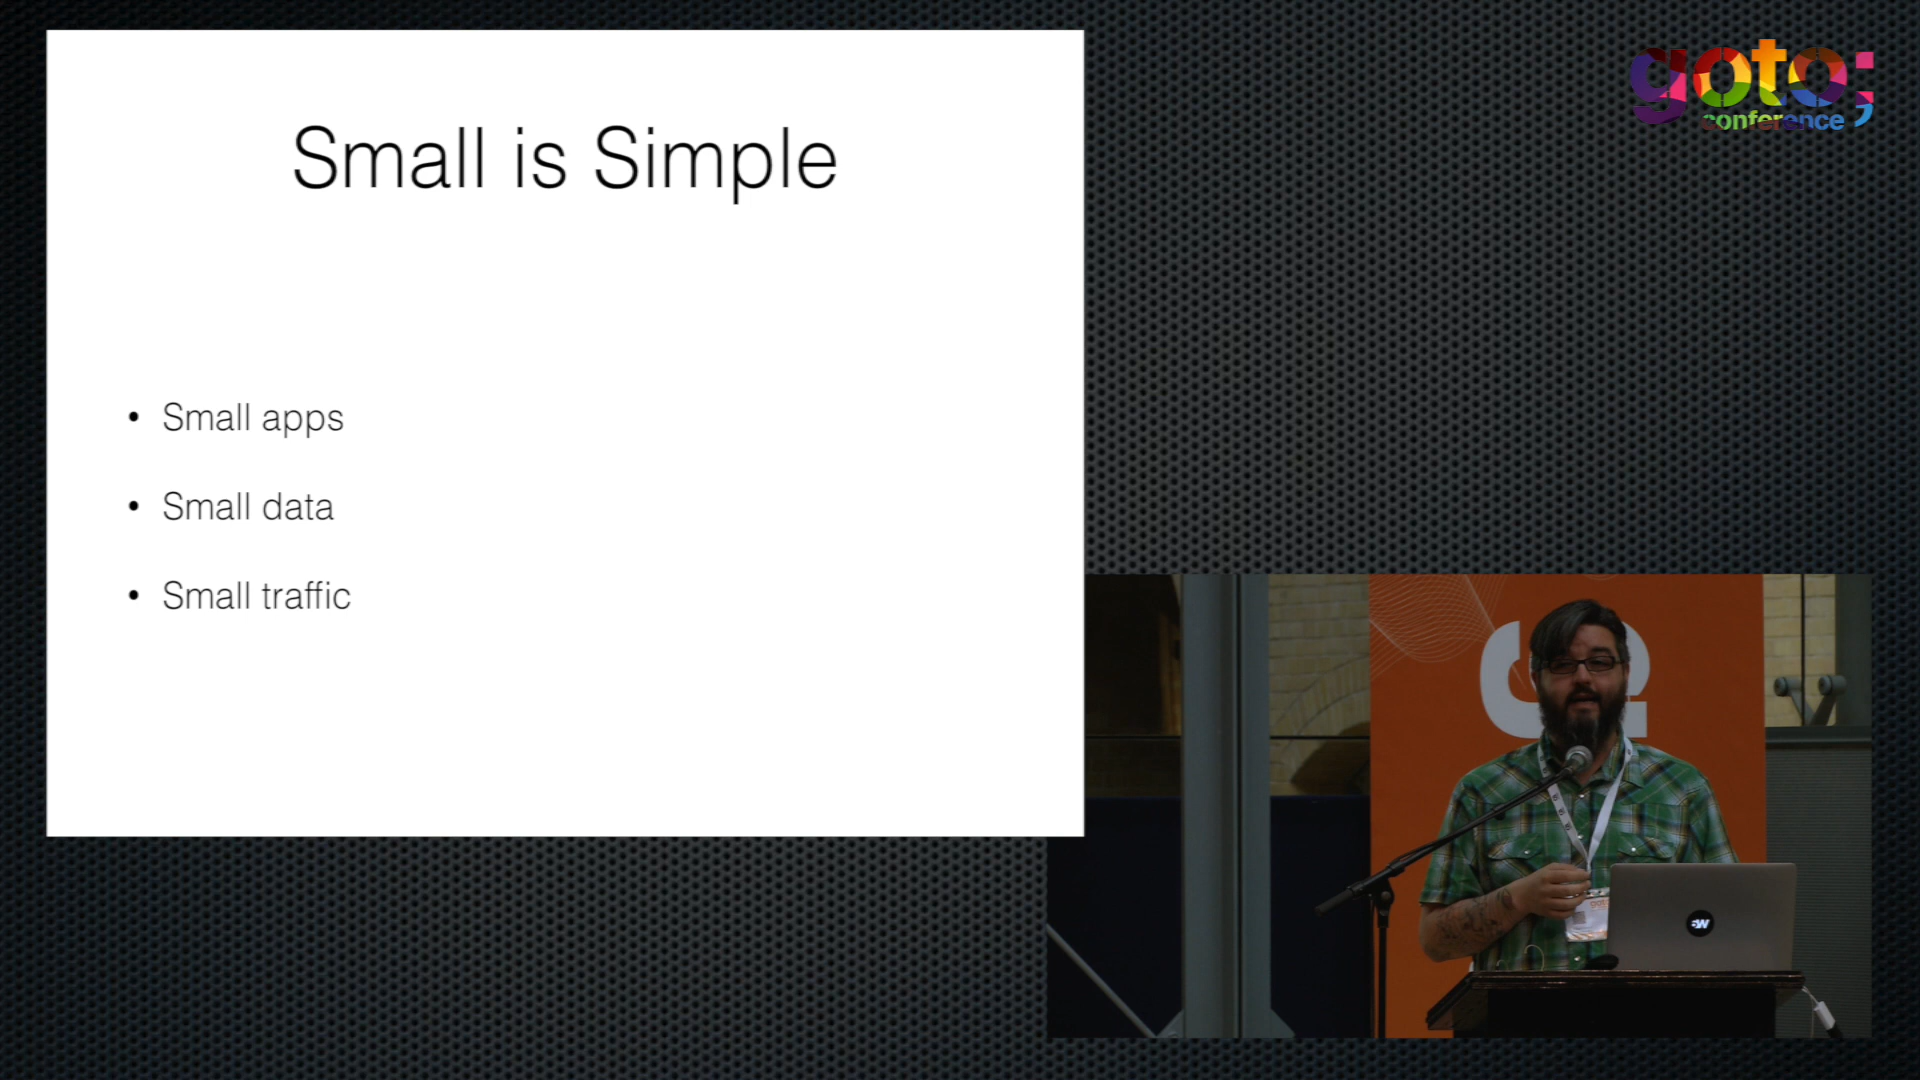 Small is Simple
• Small apps
• Small data
• Small traffic
goto;
conference